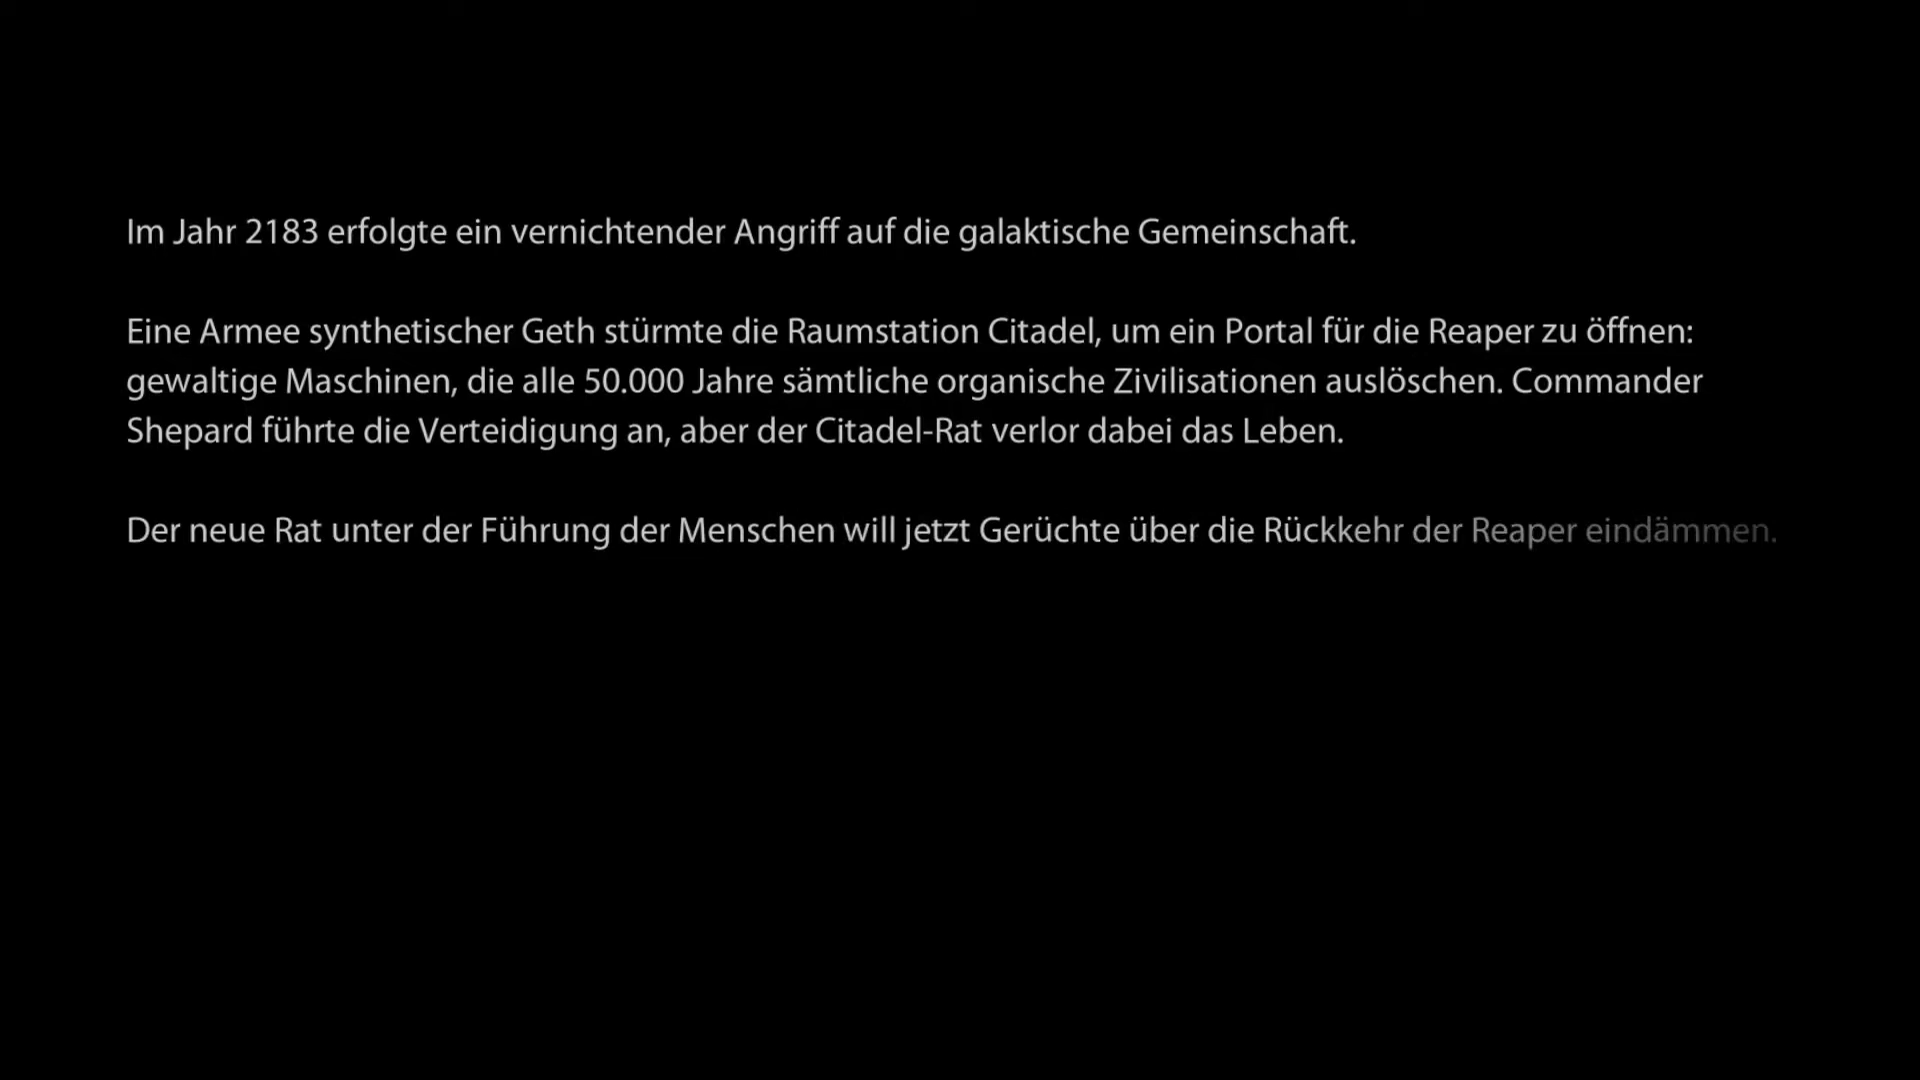 Im Jahr 2183 erfolgte ein vernichtender Angriff auf die galaktische Gemeinschaft.
Eine Armee synthetischer Geth stürmte die Raumstation Citadel, um ein Portal für die Reaper zu öffnen:
gewaltige Maschinen, die alle 50.000 Jahre sämtliche organische Zivilisationen auslöschen. Commander
Shepard führte die Verteidigung an, aber der Citadel-Rat verlor dabei das Leben.
Der neue Rat unter der Führung der Menschen will jetzt Gerüchte über die Rückkehr der Reaper eindämmen.